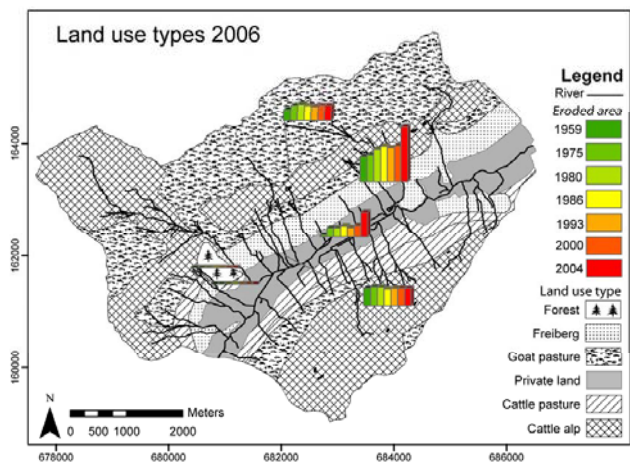 Land use types 2006
Legend
River
Eroded area
1959
1975
1980
1986
1993
2000
2004
Land use type
Forest
Freiberg
Goat pasture
Private land
Cattle pasture
Cattle alp
164000
162000
160000
N
Meters
0 500 1000 2000
678000 680000 682000 684000 686000